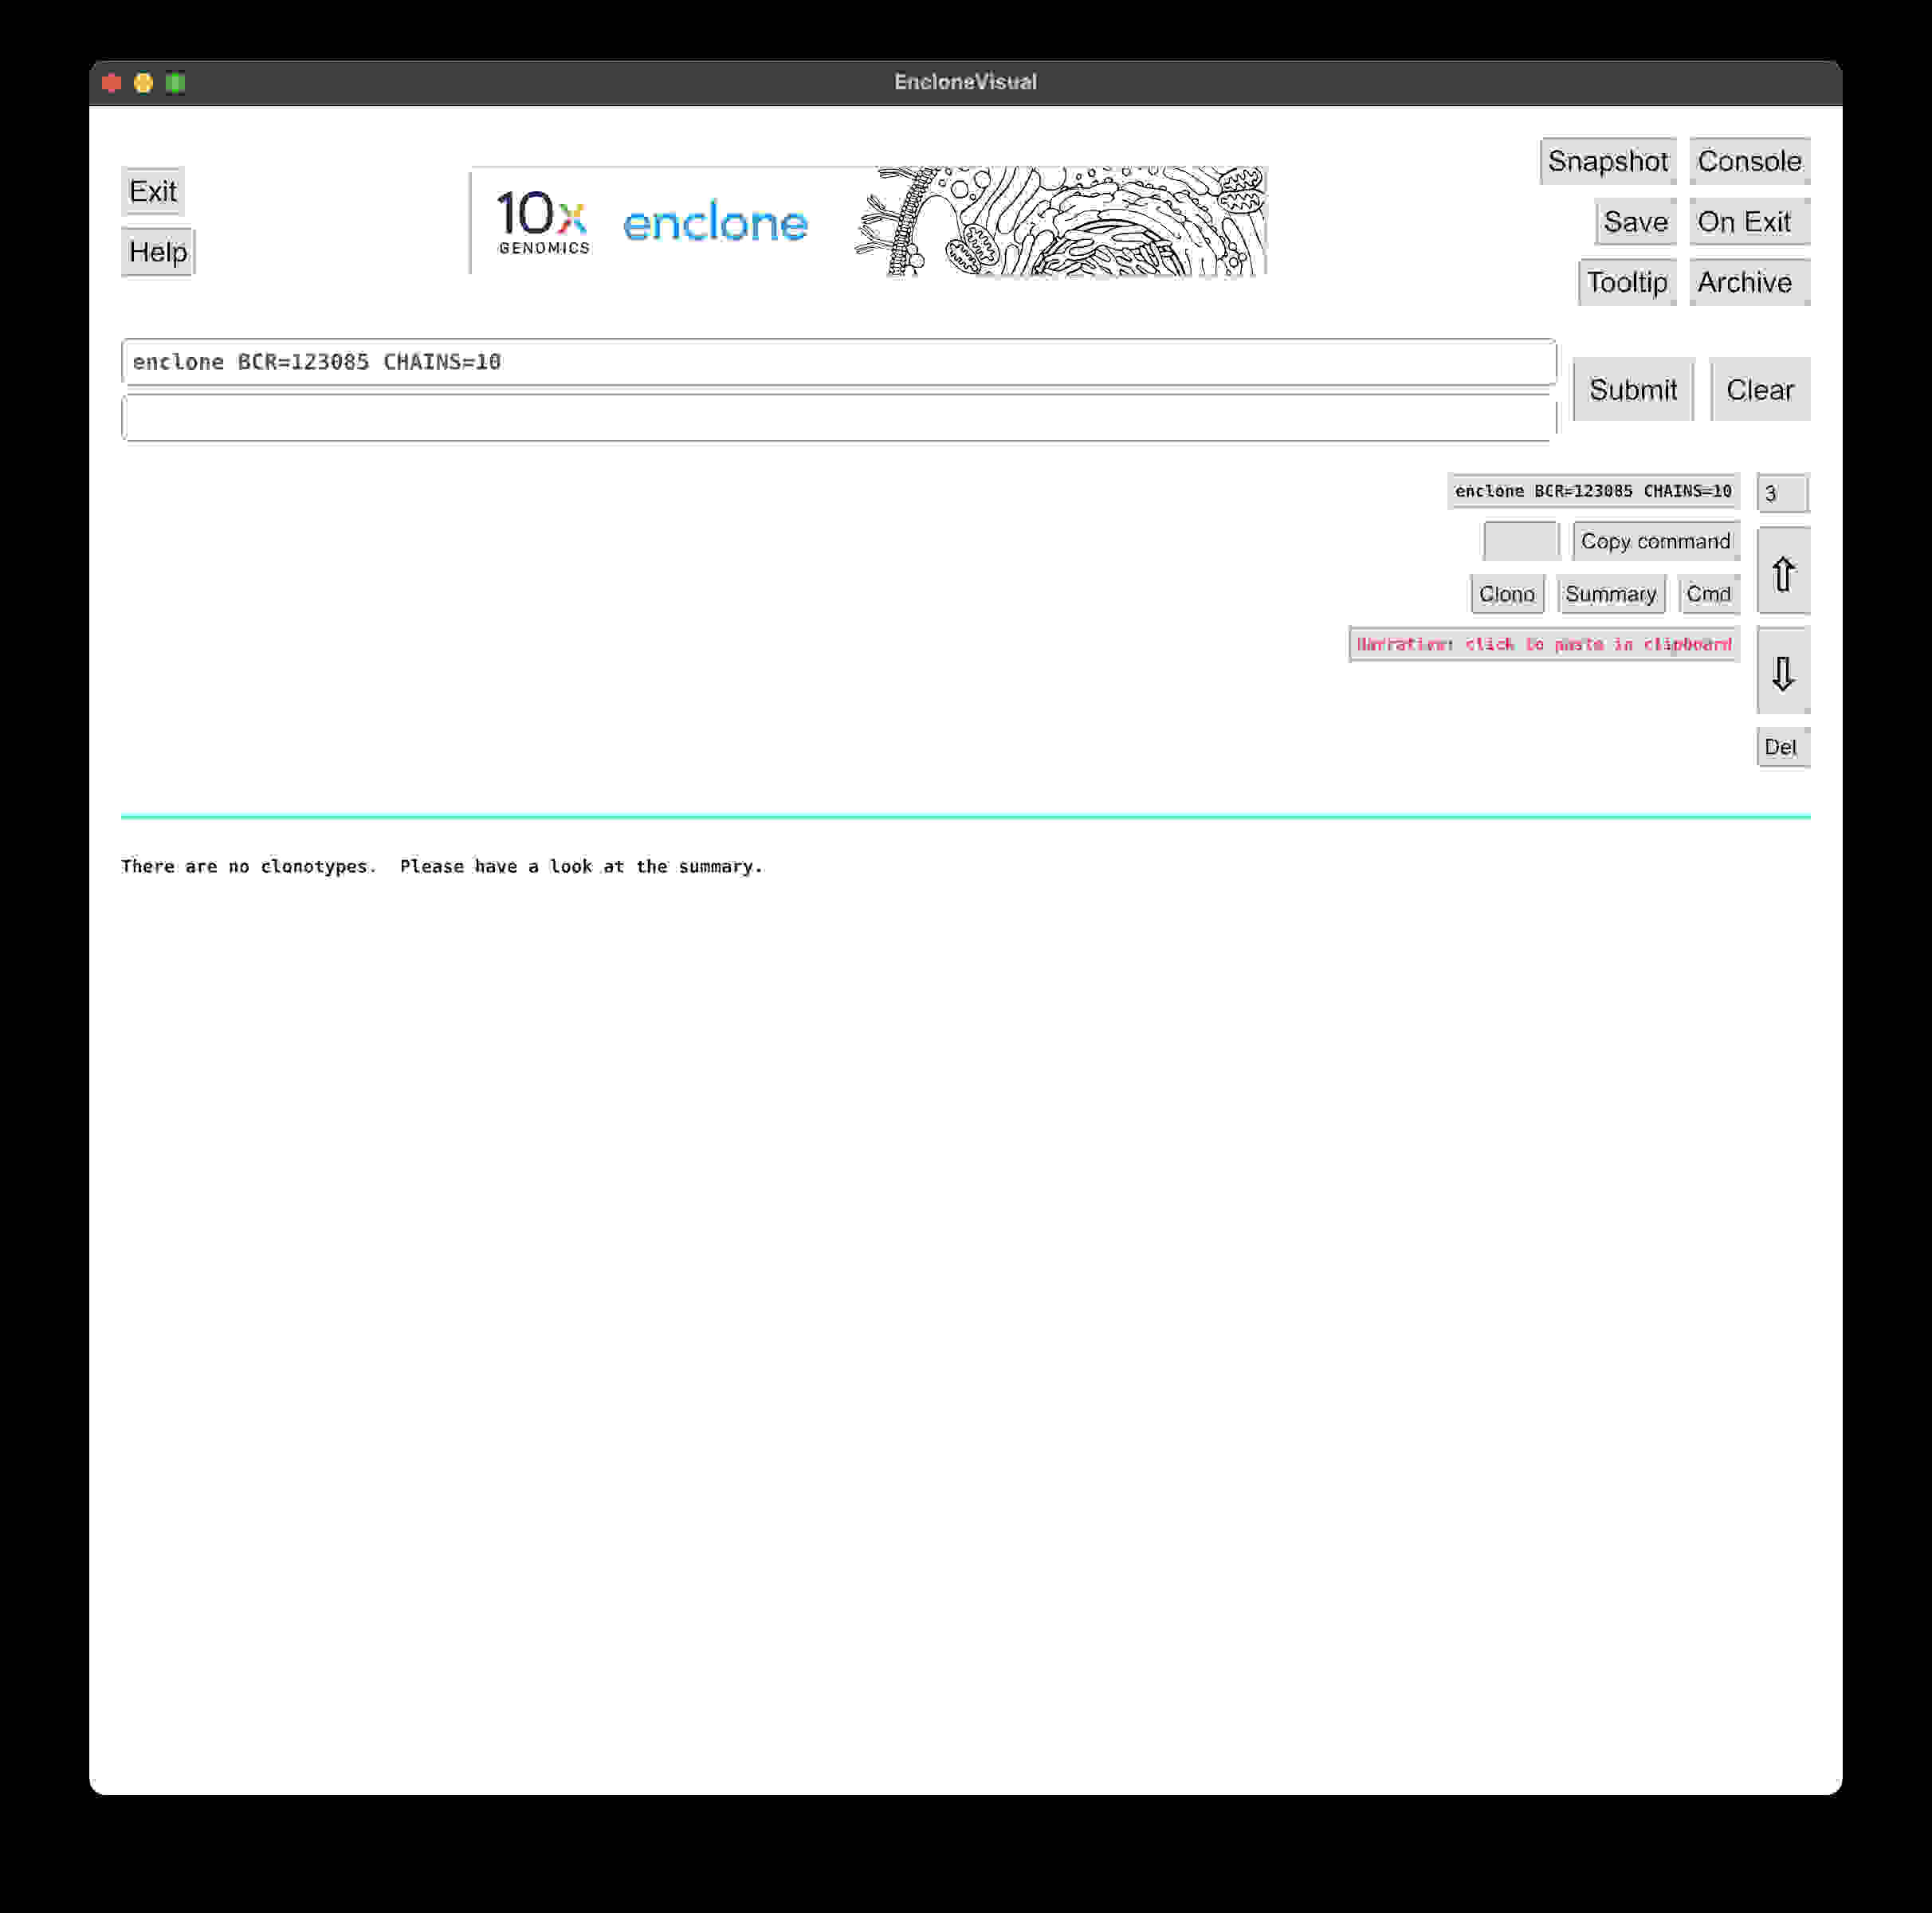 EncloneVisual
Exit
Help
10x
GENOMICS
enclone
Snapshot Console
Save On Exit
Tooltip Archive
enclone BCR=123085 CHAINS=10
Submit Clear
enclone BCR=123085 CHAINS=10 3
Copy command
⇧
Clono Summary Cmd
Narration: click to paste in clipboard
⇩
Del
There are no clonotypes.  Please have a look at the summary.